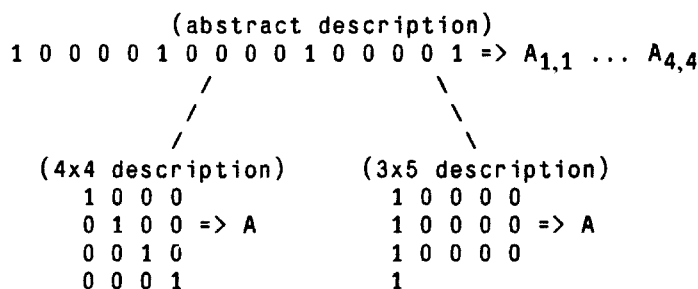 (abstract description)
1 0 0 0 0 1 0 0 0 0 1 0 0 0 0 1 => A1,1 ... A4,4
(4x4 description) (3x5 description)
1 0 0 0 1 0 0 0 0
0 1 0 0 => A 1 0 0 0 0 => A
0 0 1 0 1 0 0 0 0
0 0 0 1 1